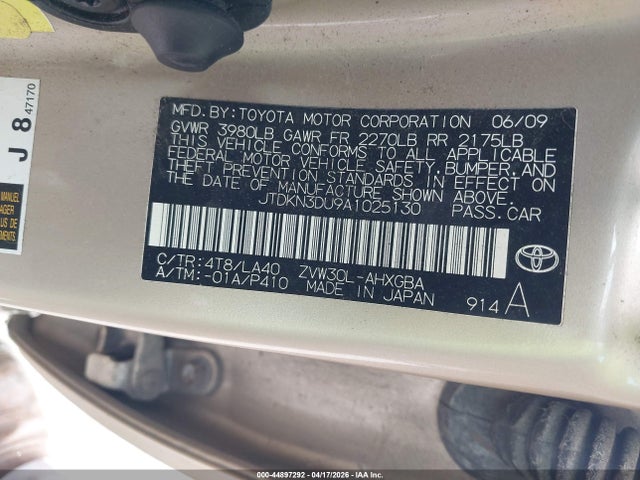 47170
J 8
MANUEL
MFD.BY:TOYOTA MOTOR CORPORATION 06/09
GVWR 3980LB GAWR FR 2270LB RR 2175LB
THIS VEHICLE CONFORMS TO ALL APPLICABLE
FEDERAL MOTOR VEHICLE SAFETY,BUMPER,AND
THEFT PREVENTION STANDARDS IN EFFECT ON
THE DATE OF MANUFACTURE SHOWN ABOVE.
JTDKN3DU9A1025130 PASS.CAR
C/TR:4T8/LA40 ZVW30L-AHXGBA
A/TM:-01A/P410 MADE IN JAPAN
914 A
000-44897292 - 04/17/2026 - IAA Inc.